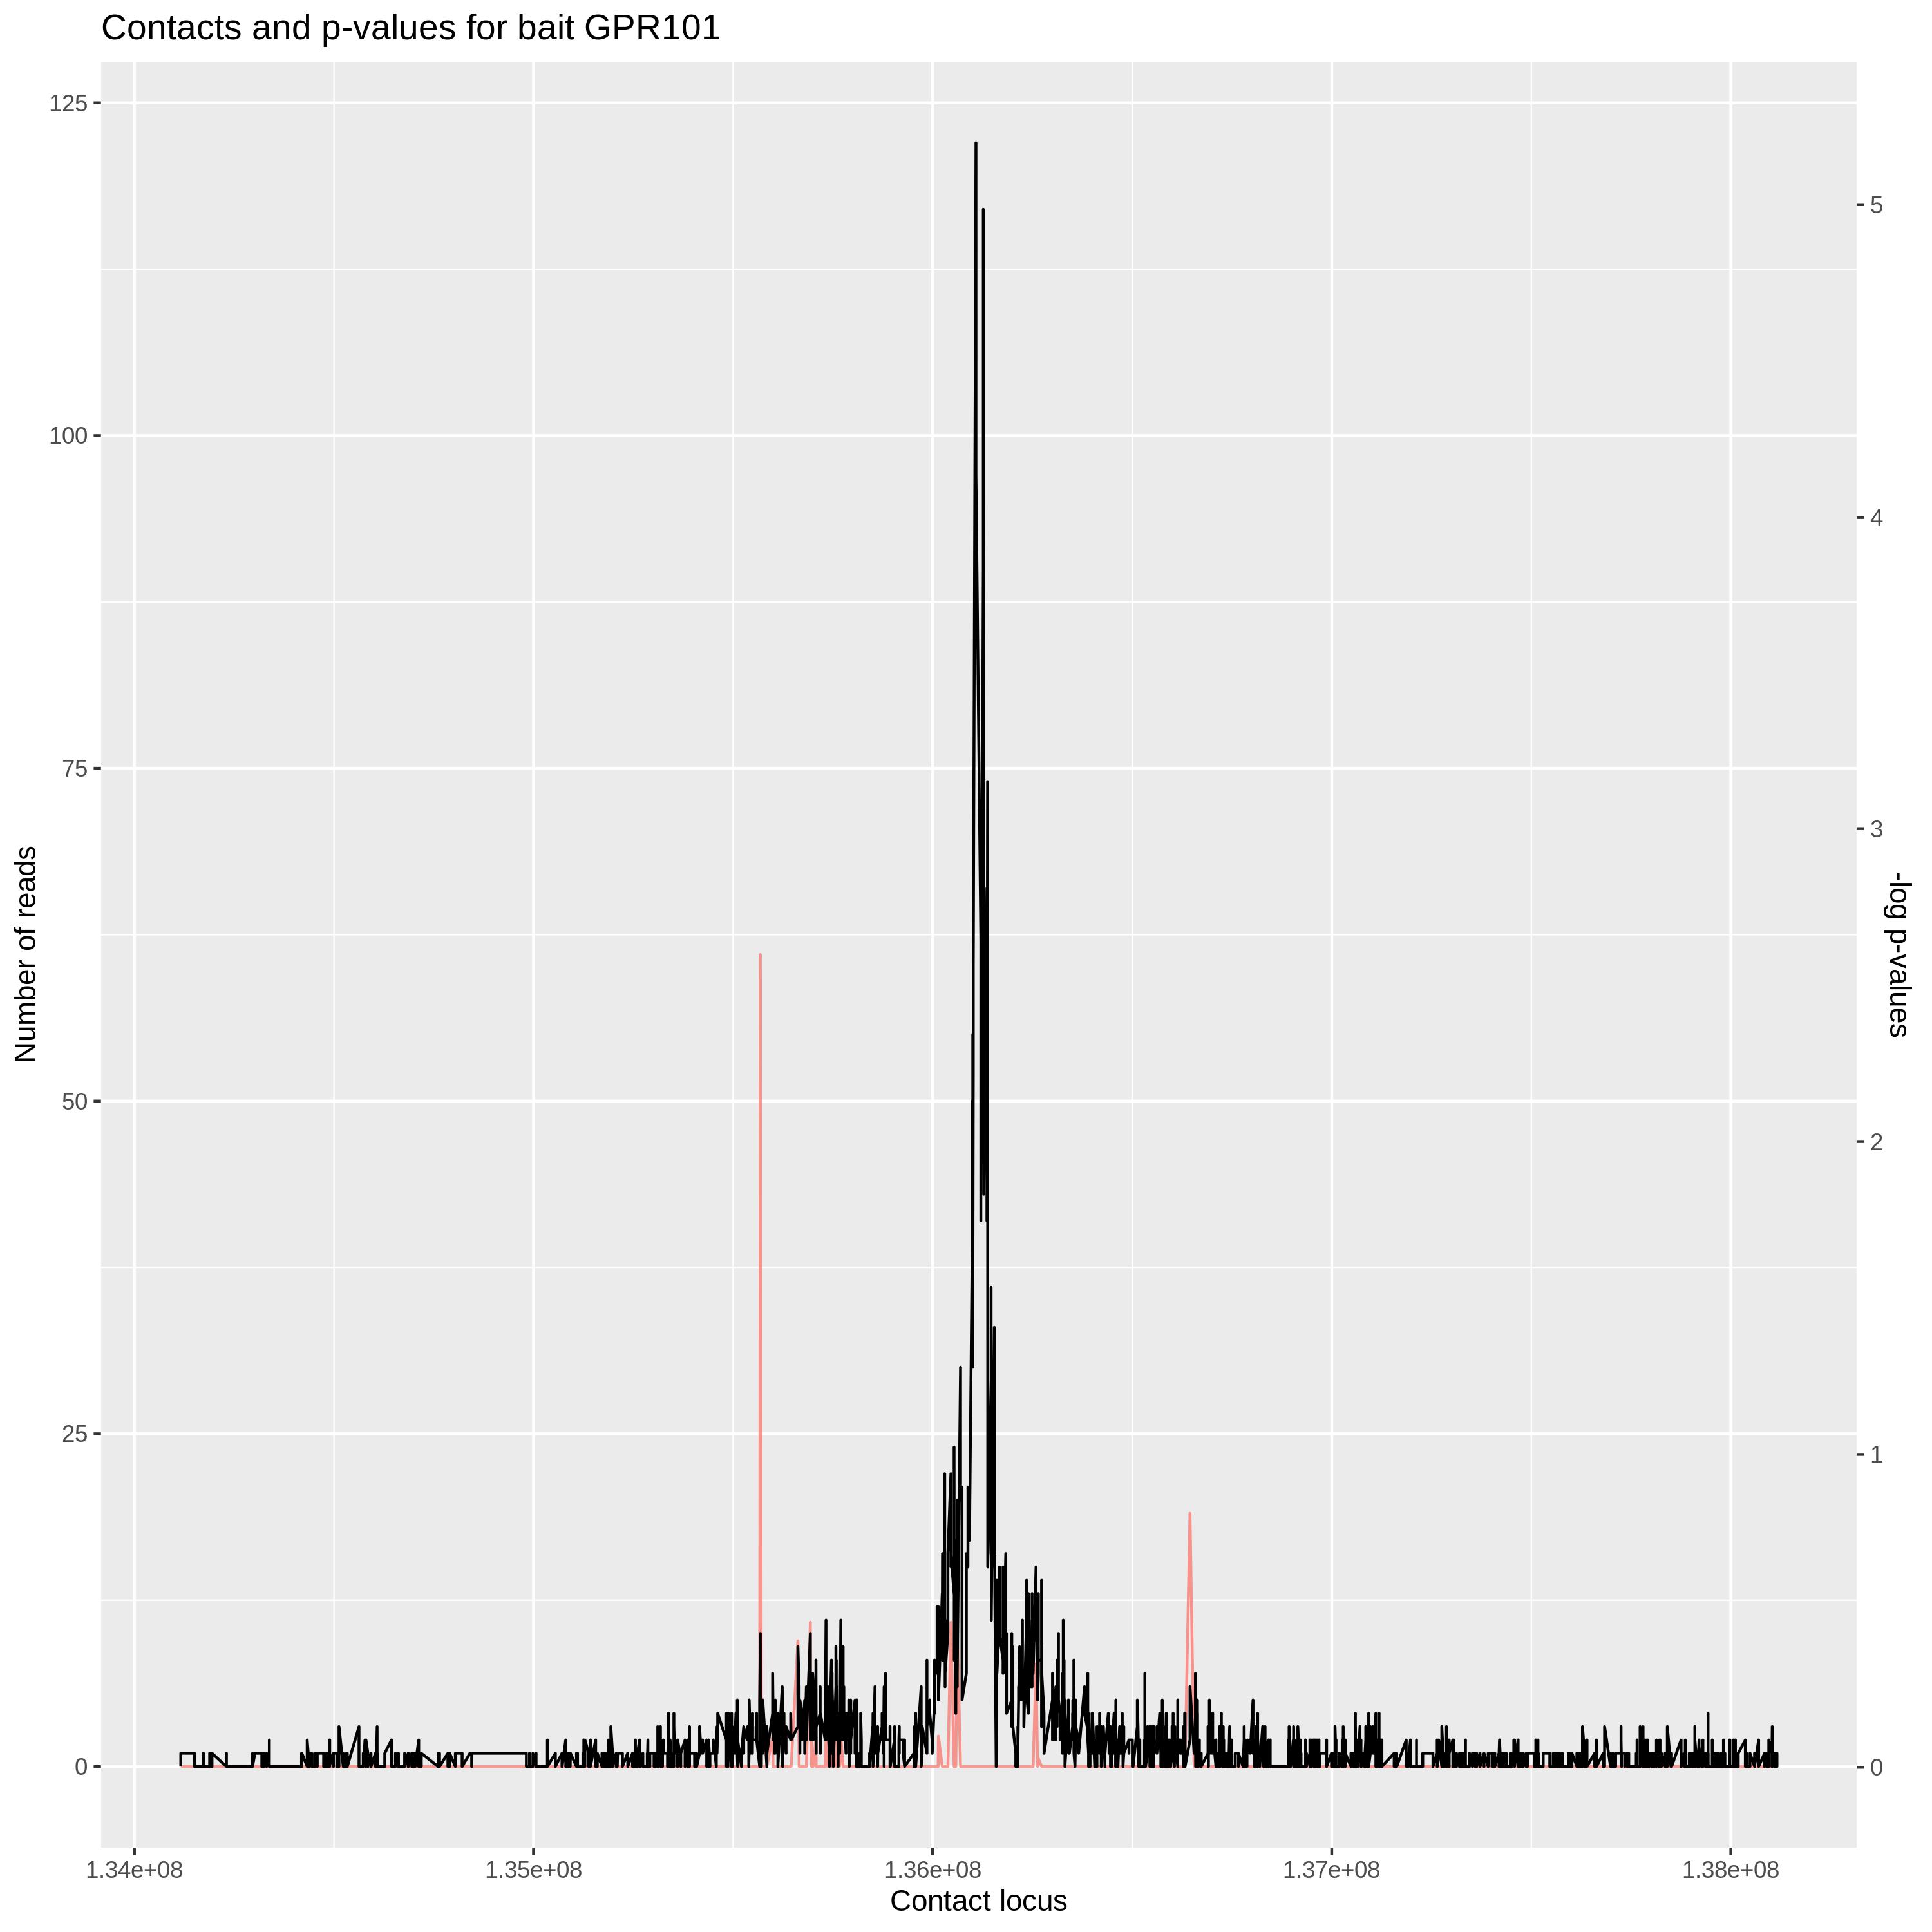 Contacts and p-values for bait GPR101
125
100
75
50
25
0
Number of reads
5
4
3
2
1
0
-log p-values
1.34e+08 1.35e+08 1.36e+08 1.37e+08 1.38e+08
Contact locus